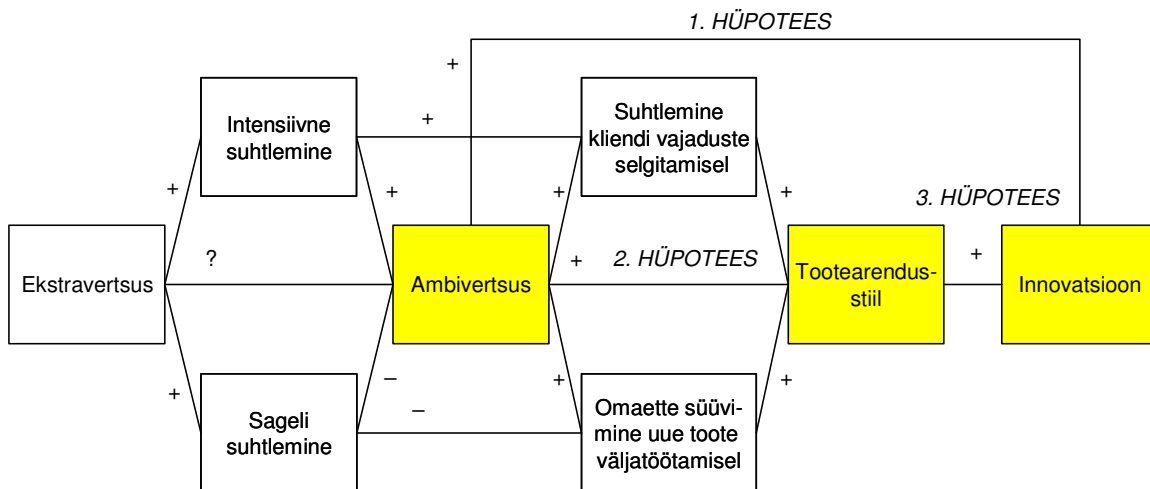 1. HÜPOTEES
+
Intensiivne
suhtlemine
+
Suhtlemine
kliendi vajaduste
selgitamisel
+
+
+
+
3. HÜPOTEES
Ekstravertsus
?
Ambivertsus
+
2. HÜPOTEES
Tootearendus-
stiil
+
Innovatsioon
+
–
–
+
+
Sageli
suhtlemine
Omaette süüvi-
mine uue toote
väljatöötamisel